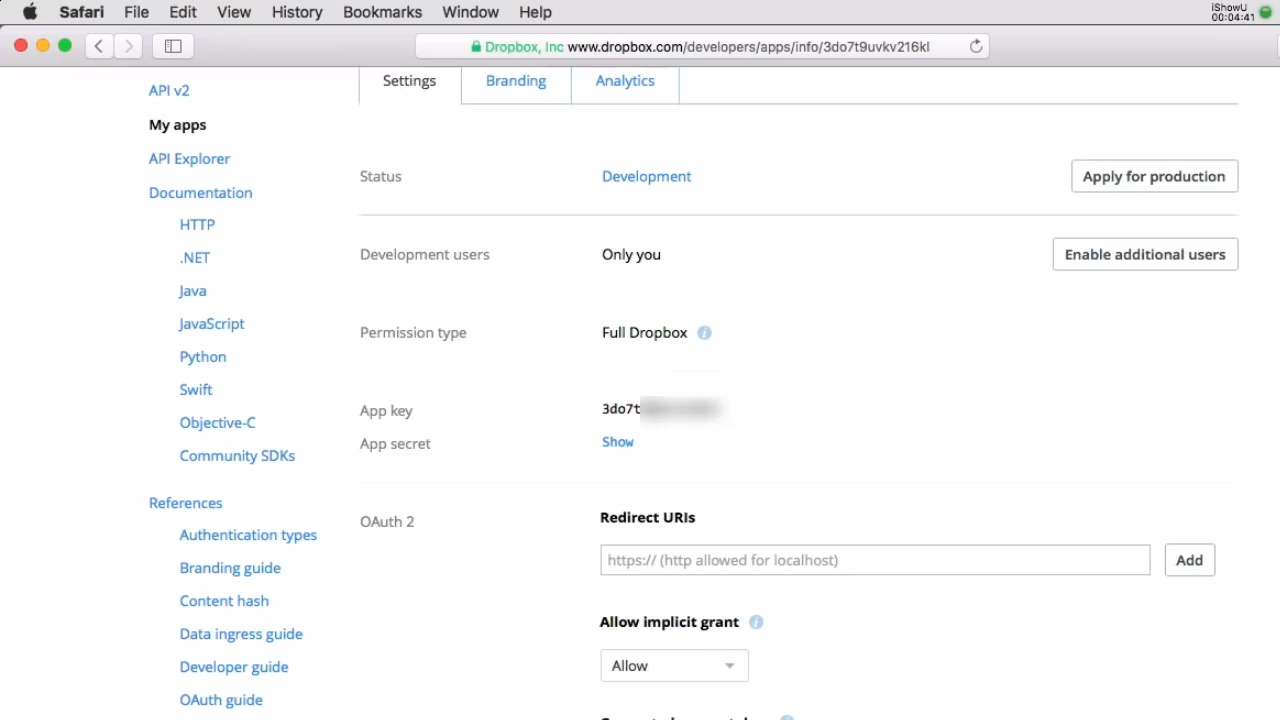 Safari File Edit View History Bookmarks Window Help
iShowU
00:04:41
Dropbox, Inc www.dropbox.com/developers/apps/info/3do7t9uvkv216kl
Settings Branding Analytics
API v2
My apps
API Explorer
Documentation
HTTP
.NET
Java
JavaScript
Python
Swift
Objective-C
Community SDKs
References
Authentication types
Branding guide
Content hash
Data ingress guide
Developer guide
OAuth guide
Status Development Apply for production
Development users Only you Enable additional users
Permission type Full Dropbox
App key 3do7t
App secret Show
OAuth 2 Redirect URIs
https:// (http allowed for localhost) Add
Allow implicit grant
Allow